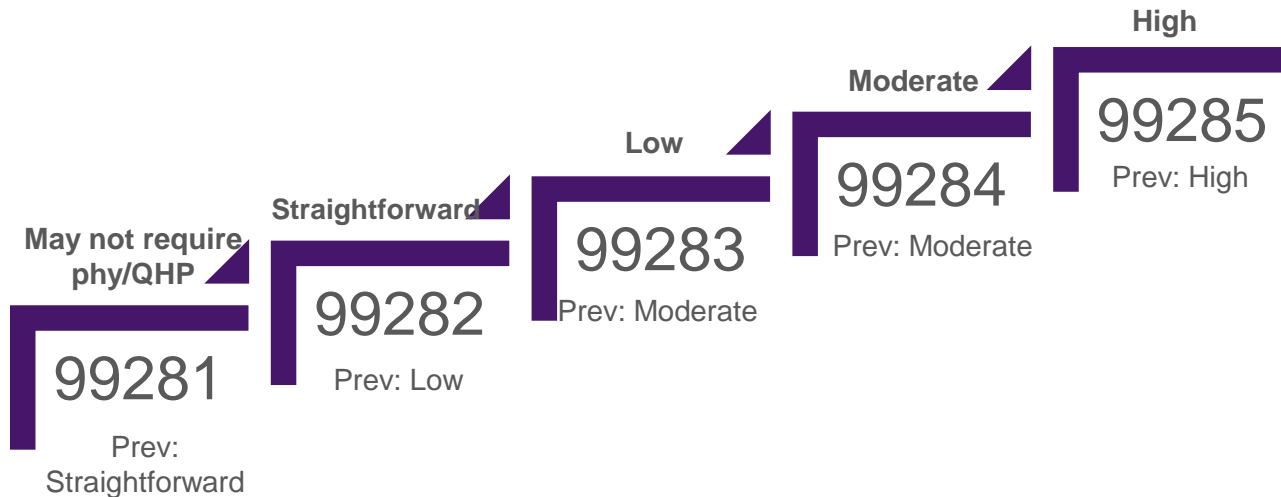 May not require
phy/QHP
99281
Prev:
Straightforward
Straightforward
99282
Prev: Low
Low
99283
Prev: Moderate
Moderate
99284
Prev: Moderate
High
99285
Prev: High